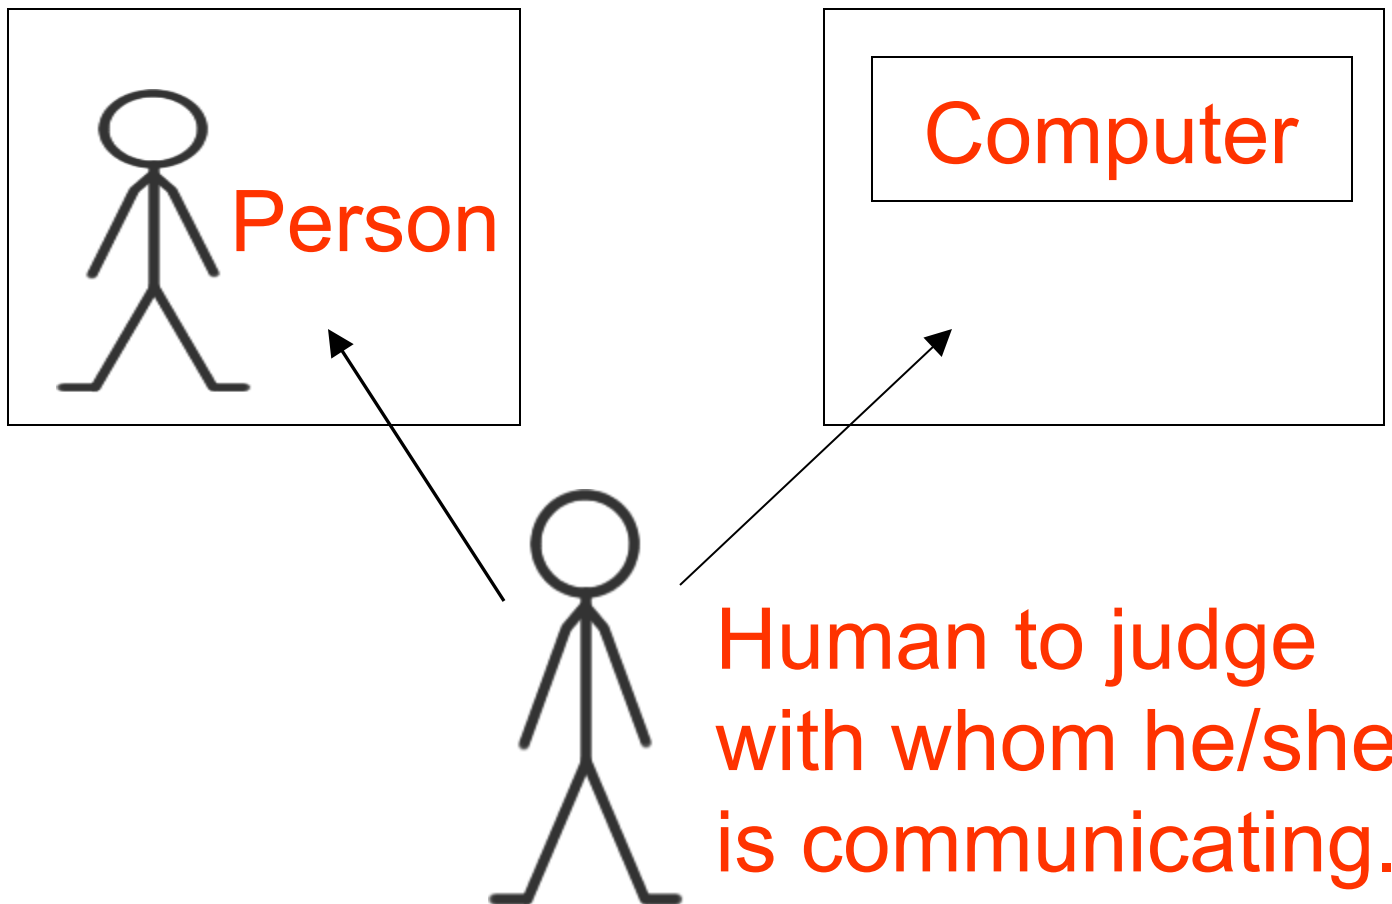 Person
Computer
Human to judge
with whom he/she
is communicating.